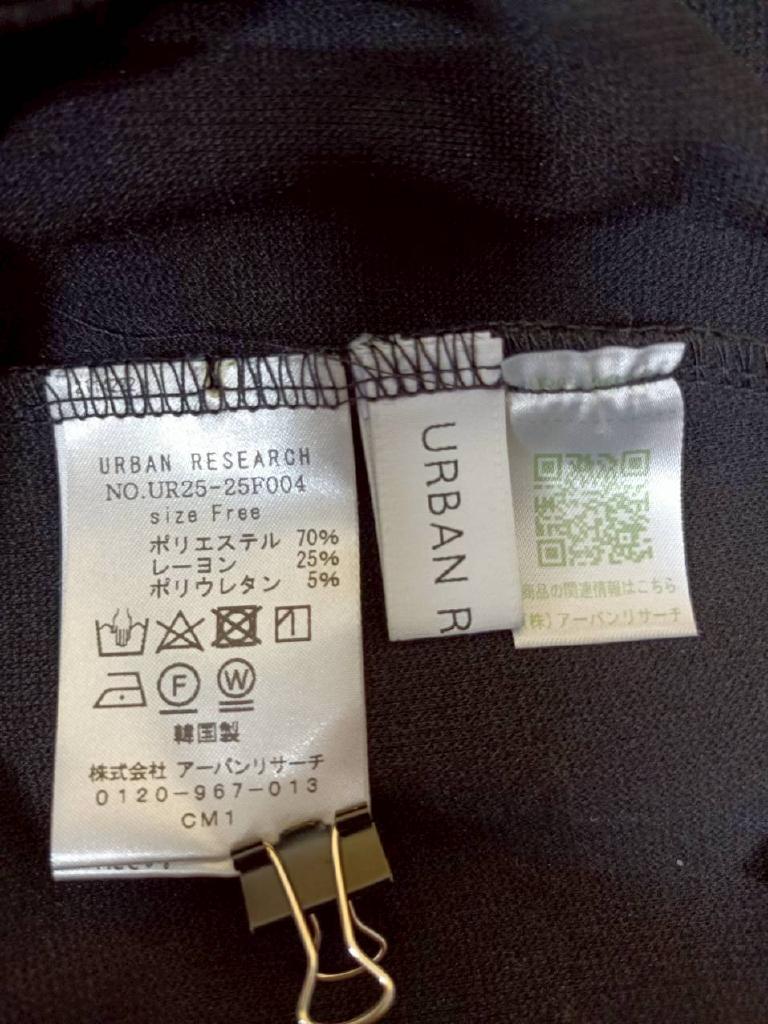 URBAN RESEARCH
NO.UR25-25F004
size Free
ポリエステル 70%
レーヨン 25%
ポリウレタン 5%
F W
韓国製
株式会社 アーバンリサーチ
0120-967-013
CM1
URBAN R
商品の関連情報はこちら
(株) アーバンリサーチ